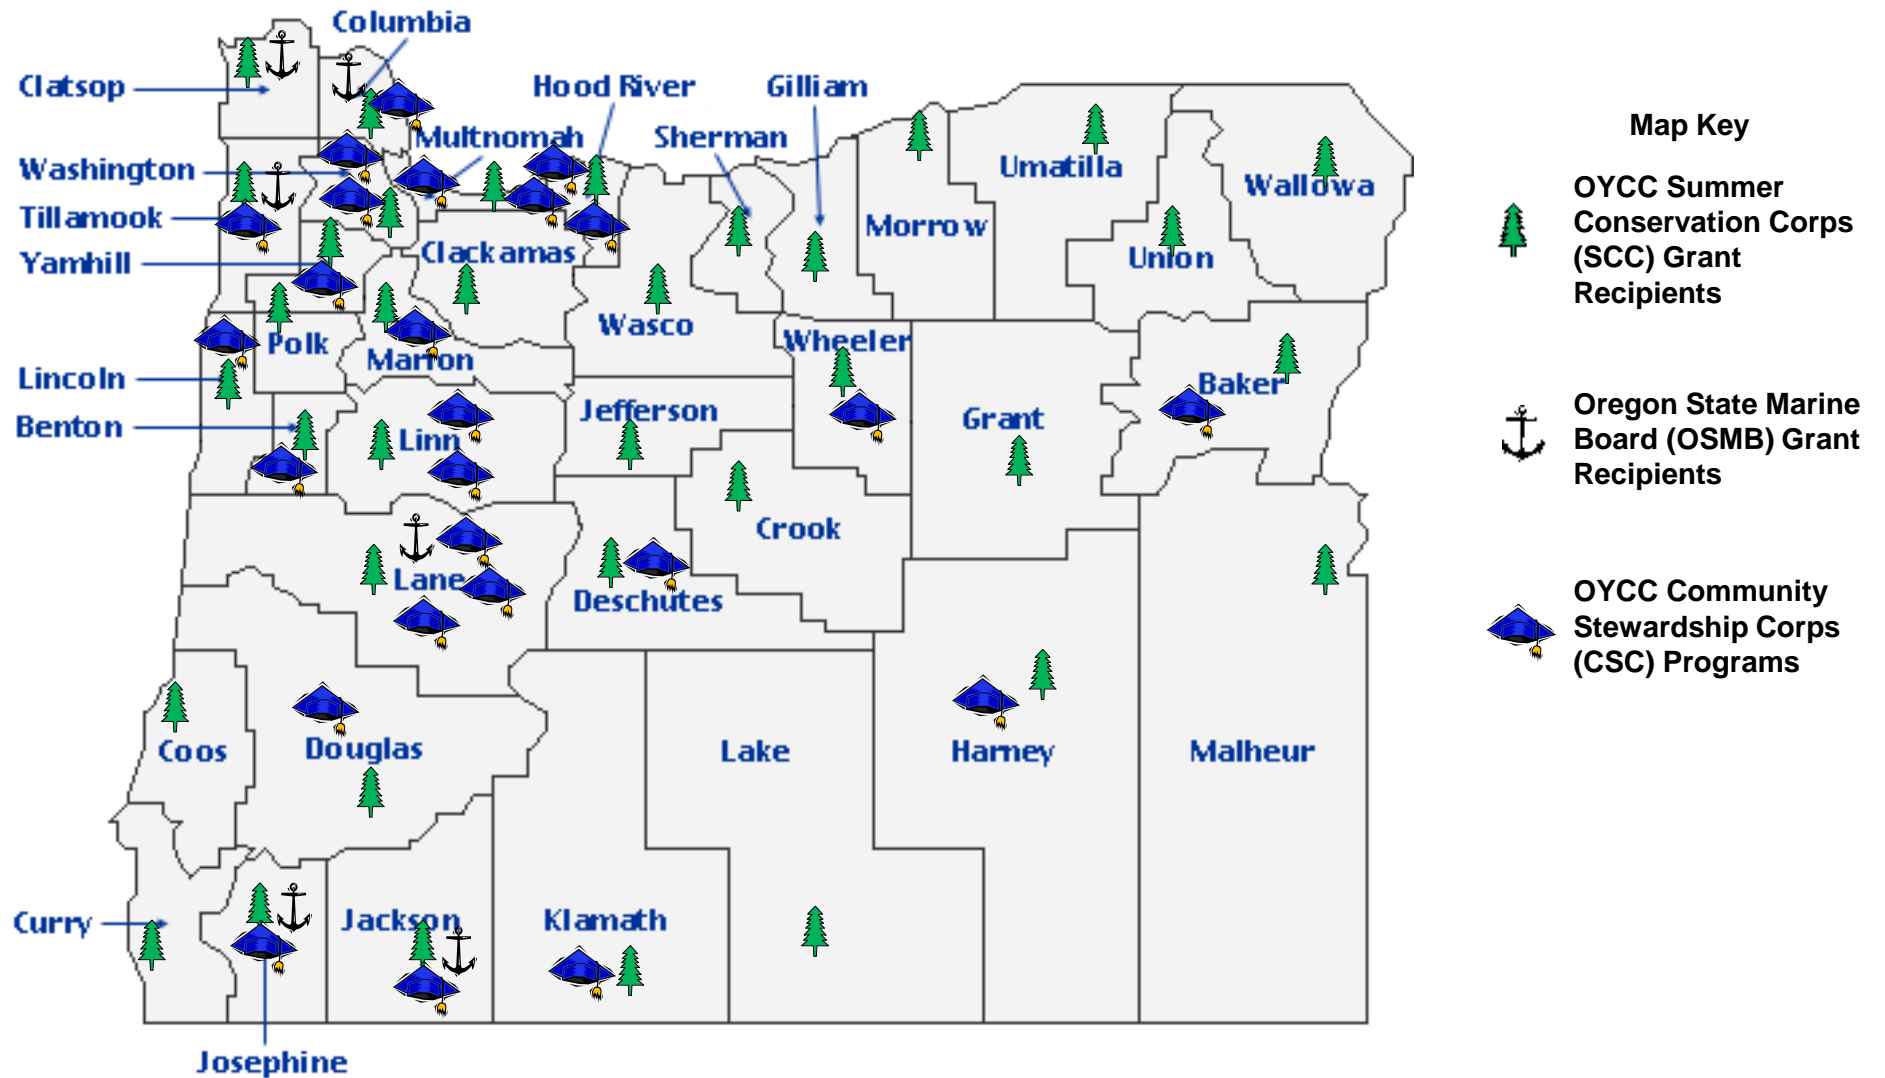 Columbia
Clatsop
Hood River
Gilliam
Multnomah
Sherman
Washington
Umatilla
Wallowa
Tillamook
Morrow
Clackamas
Yamhill
Union
Wasco
Polk
Wheeler
Marion
Lincoln
Baker
Jefferson
Grant
Benton
Linn
Crook
Lane
Deschutes
Coos
Douglas
Lake
Harney
Malheur
Curry
Jackson
Klamath
Josephine
Map Key
OYCC Summer
Conservation Corps
(SCC) Grant
Recipients
Oregon State Marine
Board (OSMB) Grant
Recipients
OYCC Community
Stewardship Corps
(CSC) Programs